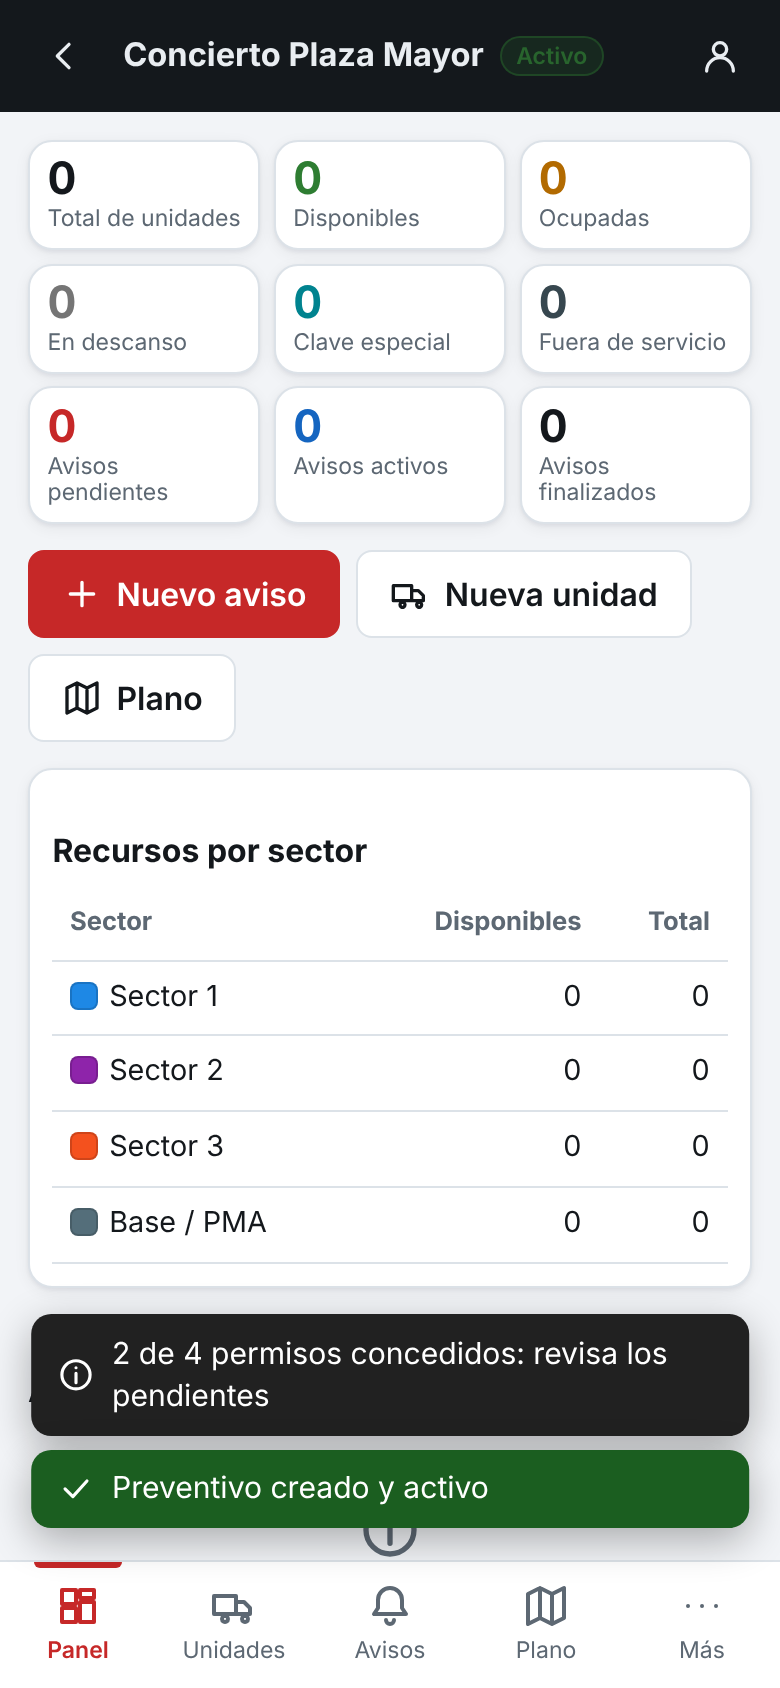 Concierto Plaza Mayor Activo
0 0 0
Total de unidades Disponibles Ocupadas
0 0 0
En descanso Clave especial Fuera de servicio
0 0 0
Avisos pendientes Avisos activos Avisos finalizados
Nuevo aviso Nueva unidad
Plano
Recursos por sector
Sector Disponibles Total
Sector 1 0 0
Sector 2 0 0
Sector 3 0 0
Base / PMA 0 0
2 de 4 permisos concedidos: revisa los
pendientes
Preventivo creado y activo
Panel Unidades Avisos Plano Más